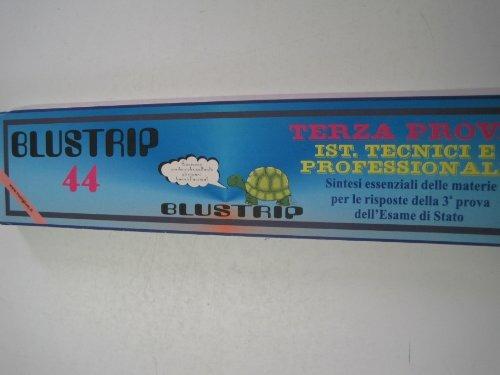 BLUSTRIP
44
BLUSTRIP
TERZA PROV
IST. TECNICI E
PROFESSIONAL
Sintesi essenziali delle materie
per le risposte della 3ª prova
dell'Esame di Stato